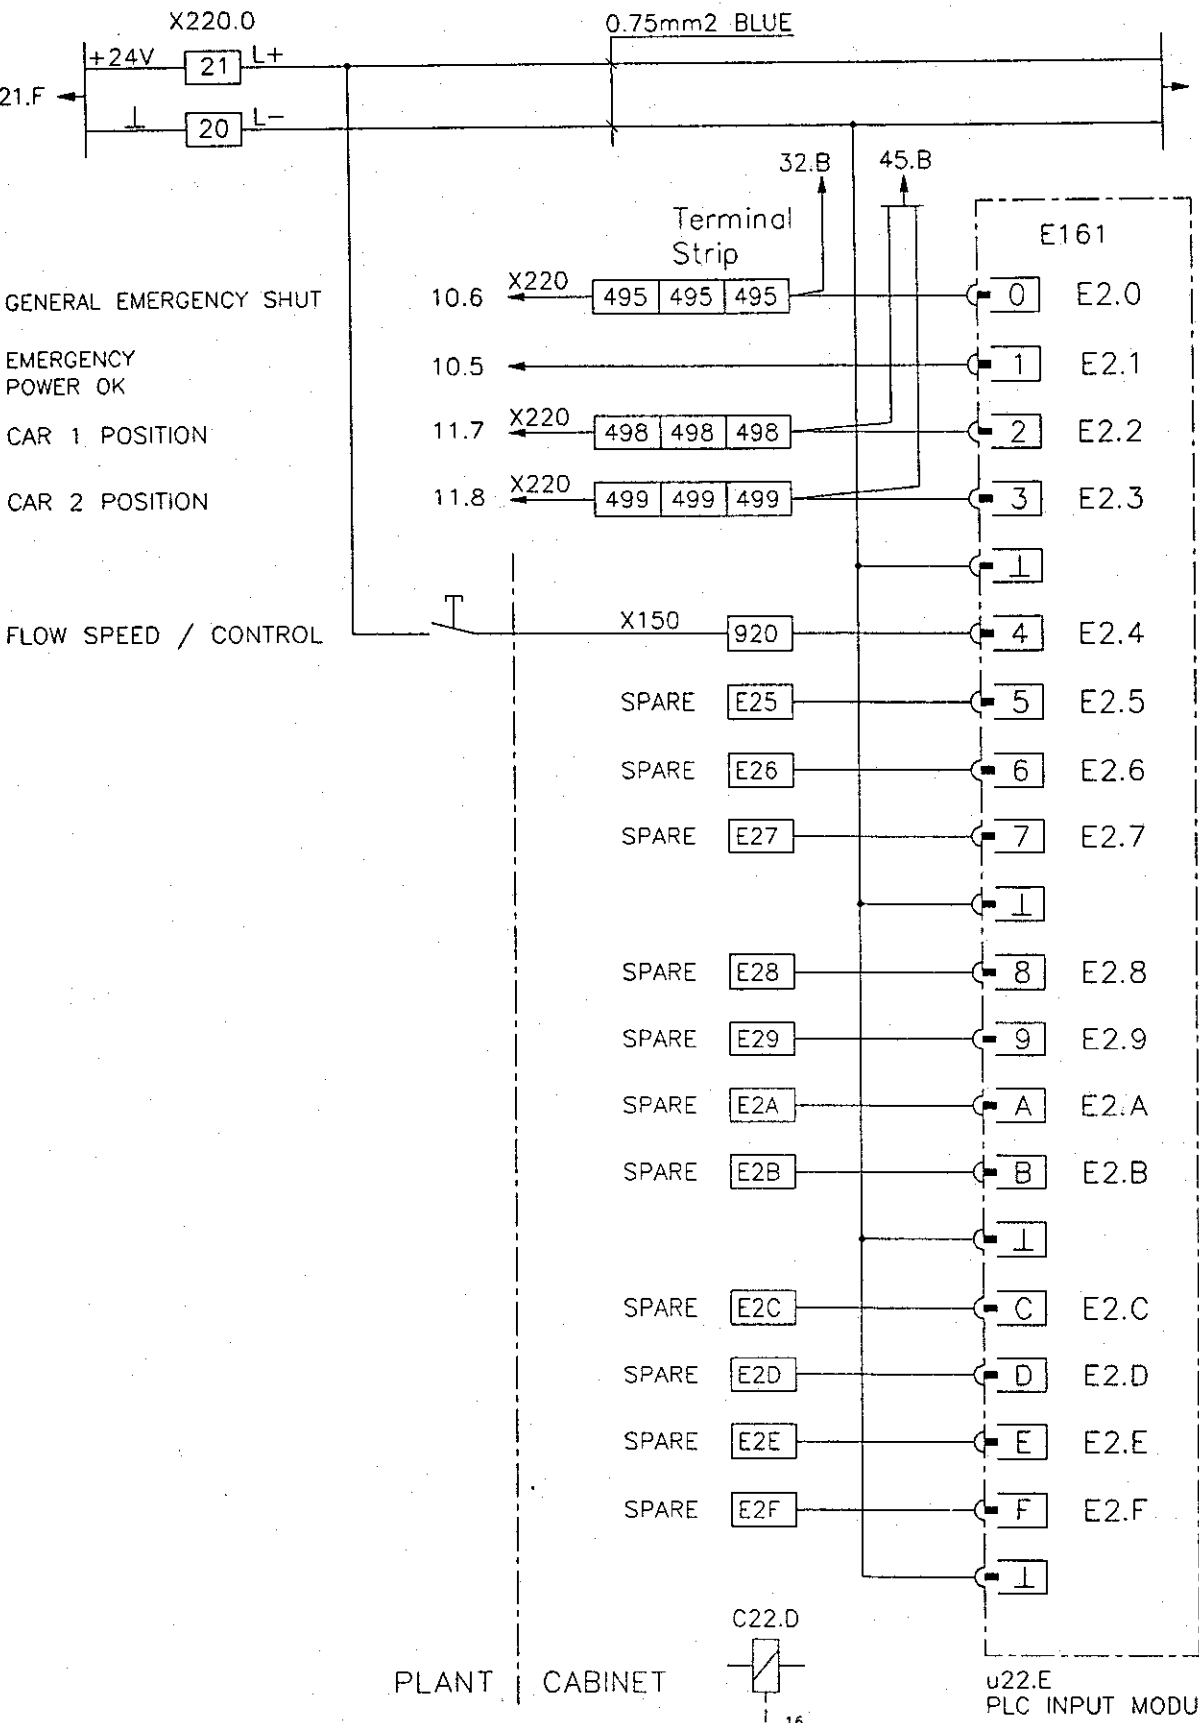 X220.0
0.75mm2 BLUE
+24V 21 L+
21.F
20 L-
32.B 45.B
Terminal
Strip
E161
GENERAL EMERGENCY SHUT 10.6 X220 495 495 495 0 E2.0
EMERGENCY
POWER OK
10.5 1 E2.1
CAR 1 POSITION 11.7 X220 498 498 498 2 E2.2
CAR 2 POSITION 11.8 X220 499 499 499 3 E2.3
FLOW SPEED / CONTROL X150 920 4 E2.4
SPARE E25 5 E2.5
SPARE E26 6 E2.6
SPARE E27 7 E2.7
SPARE E28 8 E2.8
SPARE E29 9 E2.9
SPARE E2A A E2.A
SPARE E2B B E2.B
SPARE E2C C E2.C
SPARE E2D D E2.D
SPARE E2E E E2.E
SPARE E2F F E2.F
C22.D
PLANT CABINET
16
u22.E
PLC INPUT MODU